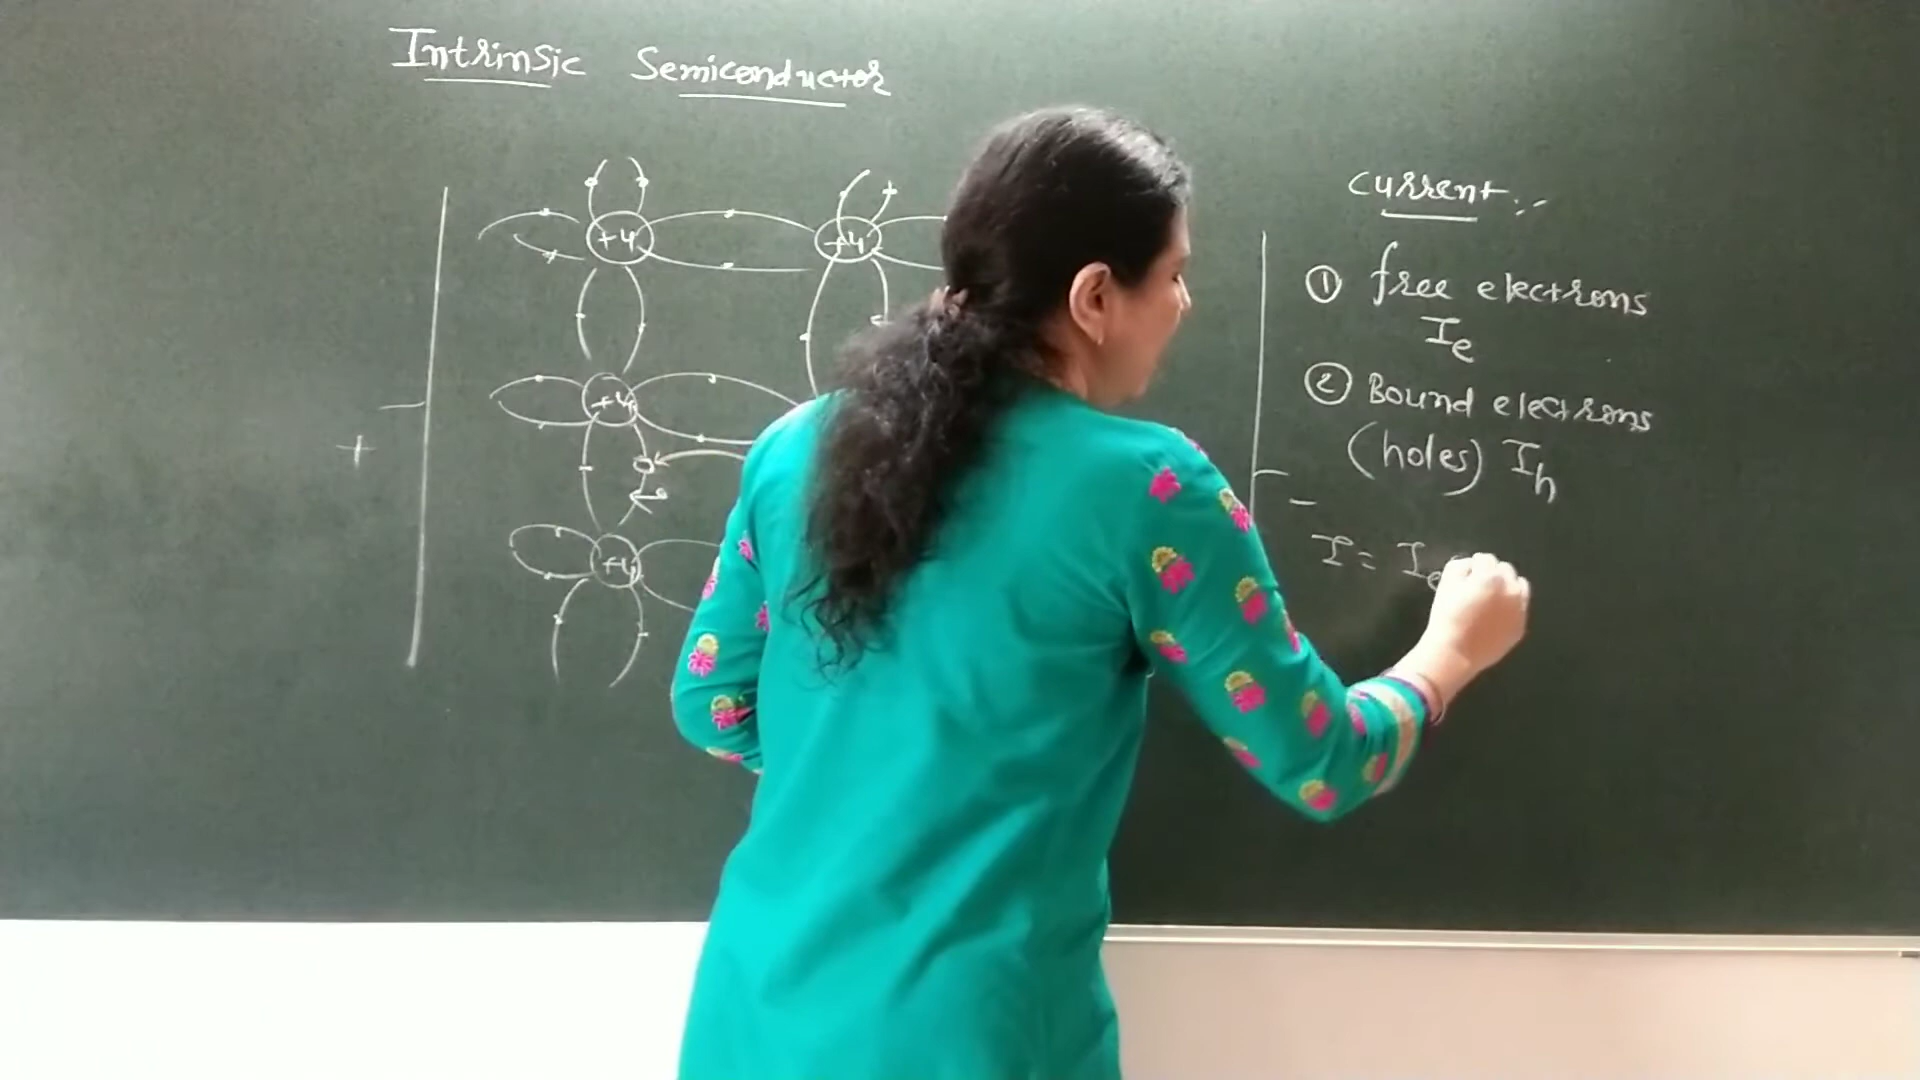 Intrinsic Semiconductor
+4 +4
+4
+4
+
-
Current :-
① free electrons
Ie
② Bound electrons
(holes) Ih
I = Ie